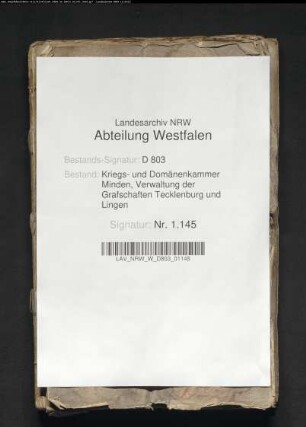 Landesarchiv NRW
Abteilung Westfalen
Bestands-Signatur: D 803
Bestand: Kriegs- und Domänenkammer
Minden, Verwaltung der
Grafschaften Tecklenburg und
Lingen
Signatur: Nr. 1.145